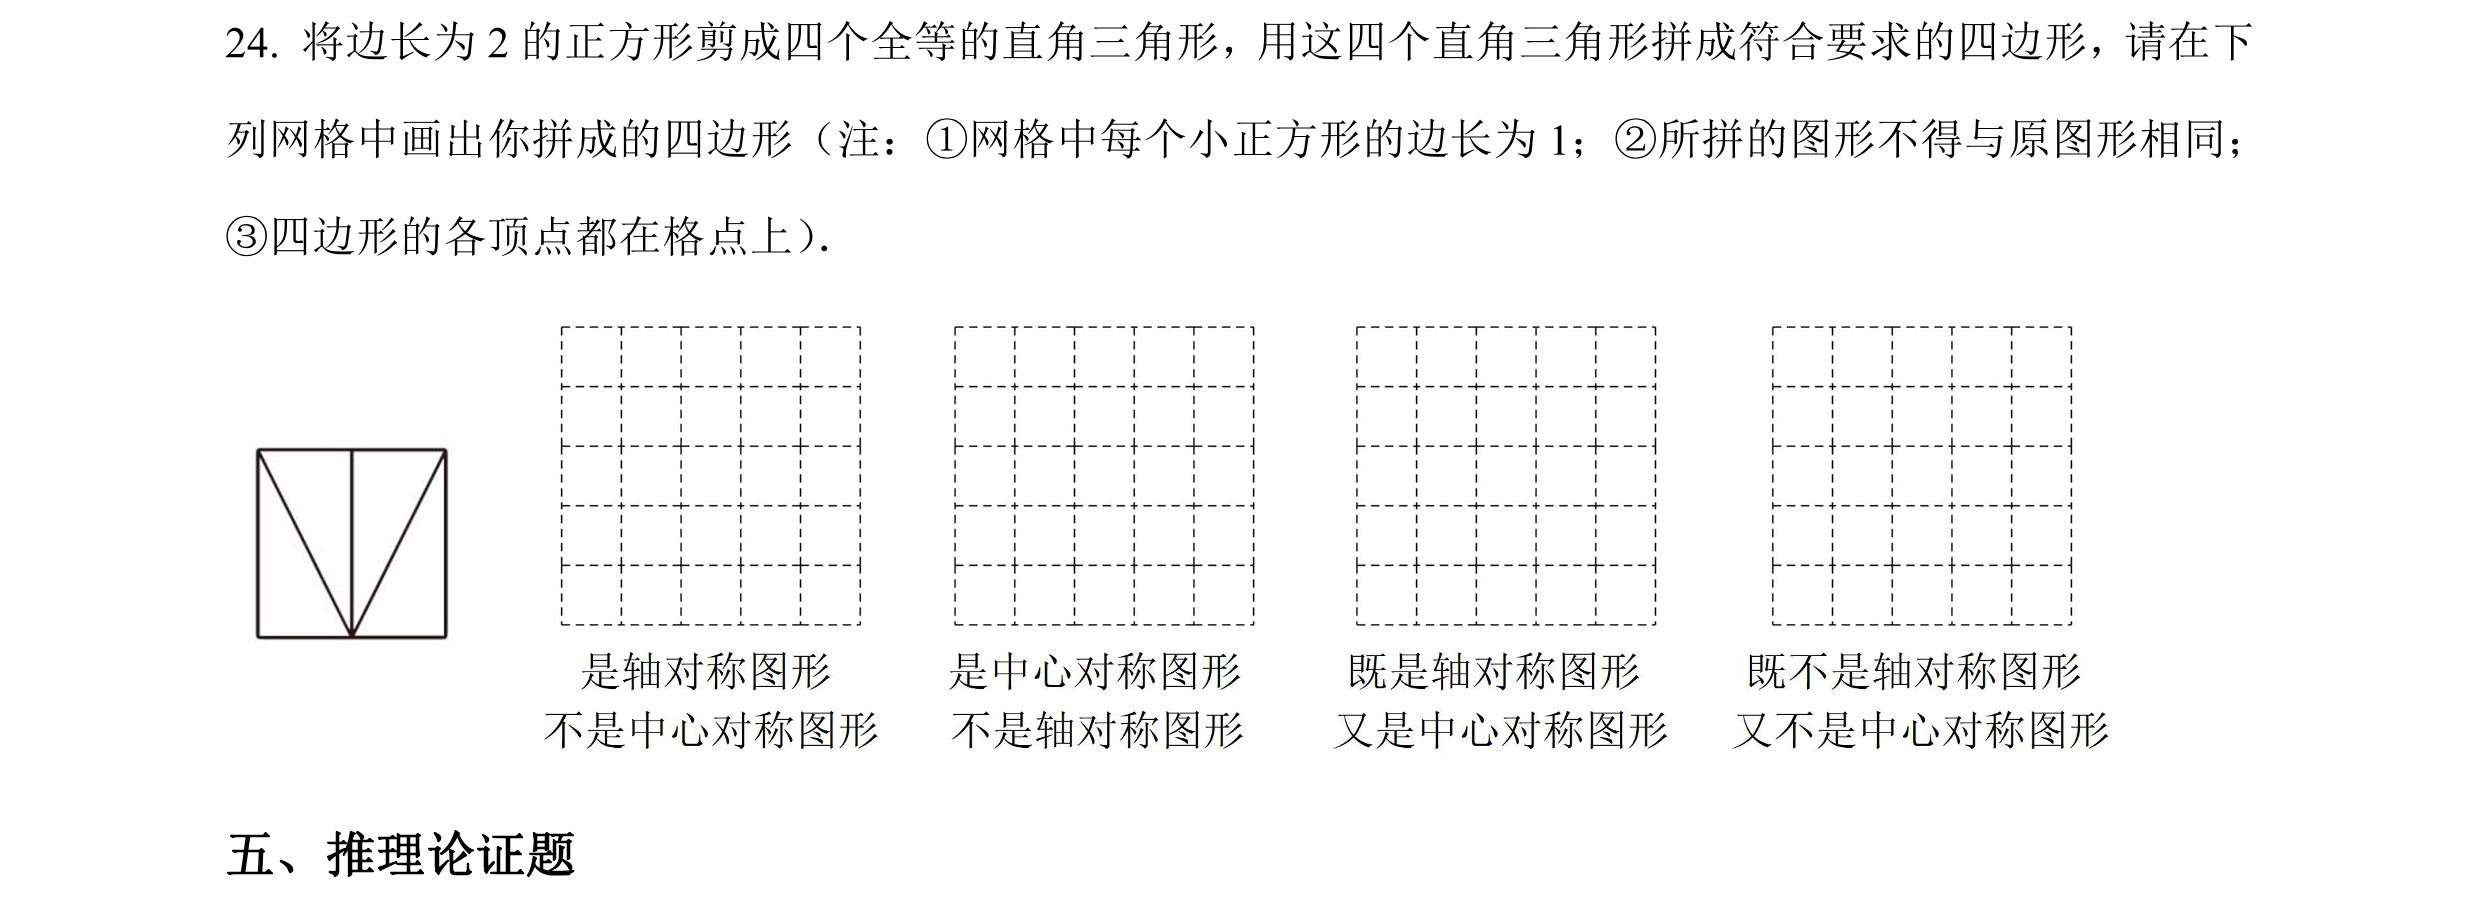 24. 将边长为 2 的正方形剪成四个全等的直角三角形，用这四个直角三角形拼成符合要求的四边形，请在下
列网格中画出你拼成的四边形（注：①网格中每个小正方形的边长为 1；②所拼的图形不得与原图形相同；
③四边形的各顶点都在格点上）.
是轴对称图形
不是中心对称图形
是中心对称图形
不是轴对称图形
既是轴对称图形
又是中心对称图形
既不是轴对称图形
又不是中心对称图形
五、推理论证题